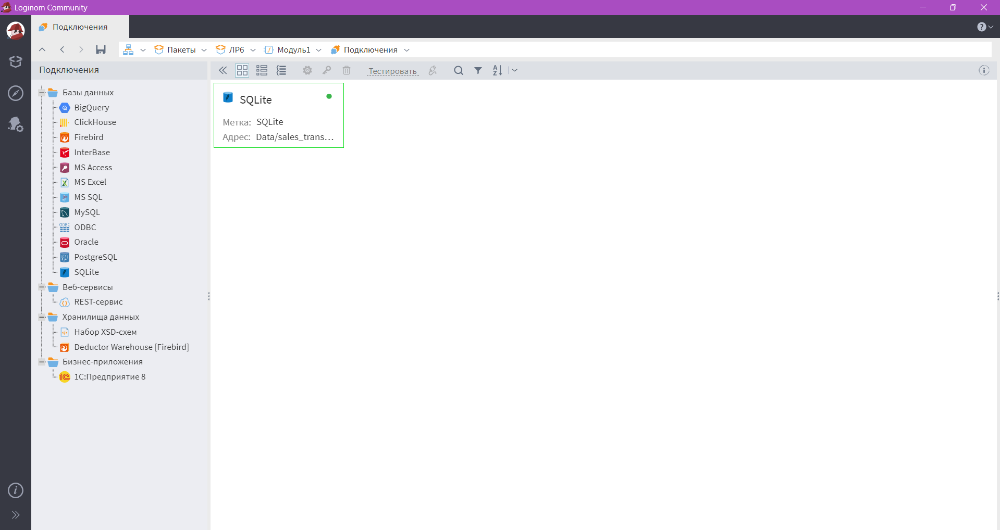 Loginom Community
Подключения
Пакеты ЛР6 Модуль1 Подключения
Подключения
Тестировать
Базы данных
BigQuery
ClickHouse
Firebird
InterBase
MS Access
MS Excel
MS SQL
MySQL
ODBC
Oracle
PostgreSQL
SQLite
Веб-сервисы
REST-сервис
Хранилища данных
Набор XSD-схем
Deductor Warehouse [Firebird]
Бизнес-приложения
1С:Предприятие 8
SQLite
Метка: SQLite
Адрес: Data/sales_trans...